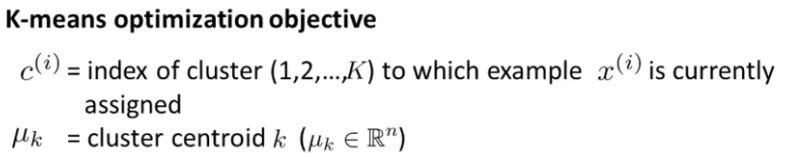 K-means optimization objective
c^{(i)} = index of cluster (1,2,...,K) to which example x^{(i)} is currently
assigned
μ_k = cluster centroid k (μ_k ∈ ℝ^n)